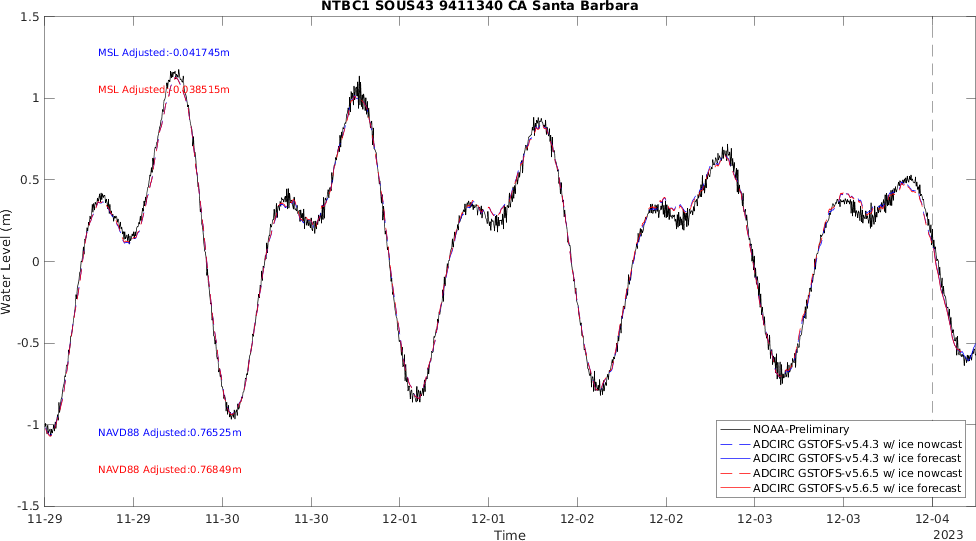 NTBC1 SOUS43 9411340 CA Santa Barbara
1.5
1
0.5
0
-0.5
-1
-1.5
Water Level (m)
MSL Adjusted:-0.041745m
MSL Adjusted:-0.038515m
NAVD88 Adjusted:0.76525m
NAVD88 Adjusted:0.76849m
NOAA-Preliminary
ADCIRC GSTOFS-v5.4.3 w/ ice nowcast
ADCIRC GSTOFS-v5.4.3 w/ ice forecast
ADCIRC GSTOFS-v5.6.5 w/ ice nowcast
ADCIRC GSTOFS-v5.6.5 w/ ice forecast
11-29 11-29 11-30 11-30 12-01 12-01 12-02 12-02 12-03 12-03 12-04
2023
Time